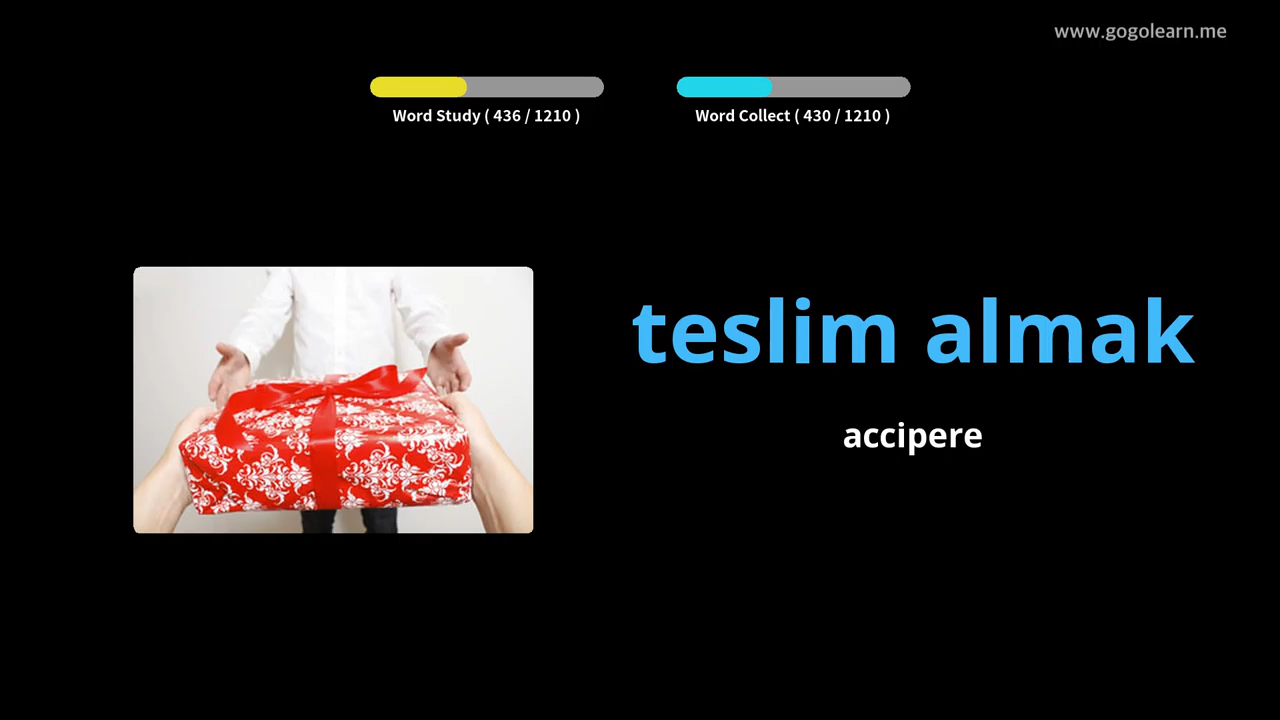 www.gogolearn.me
Word Study ( 436 / 1210 )
Word Collect ( 430 / 1210 )
teslim almak
accipere